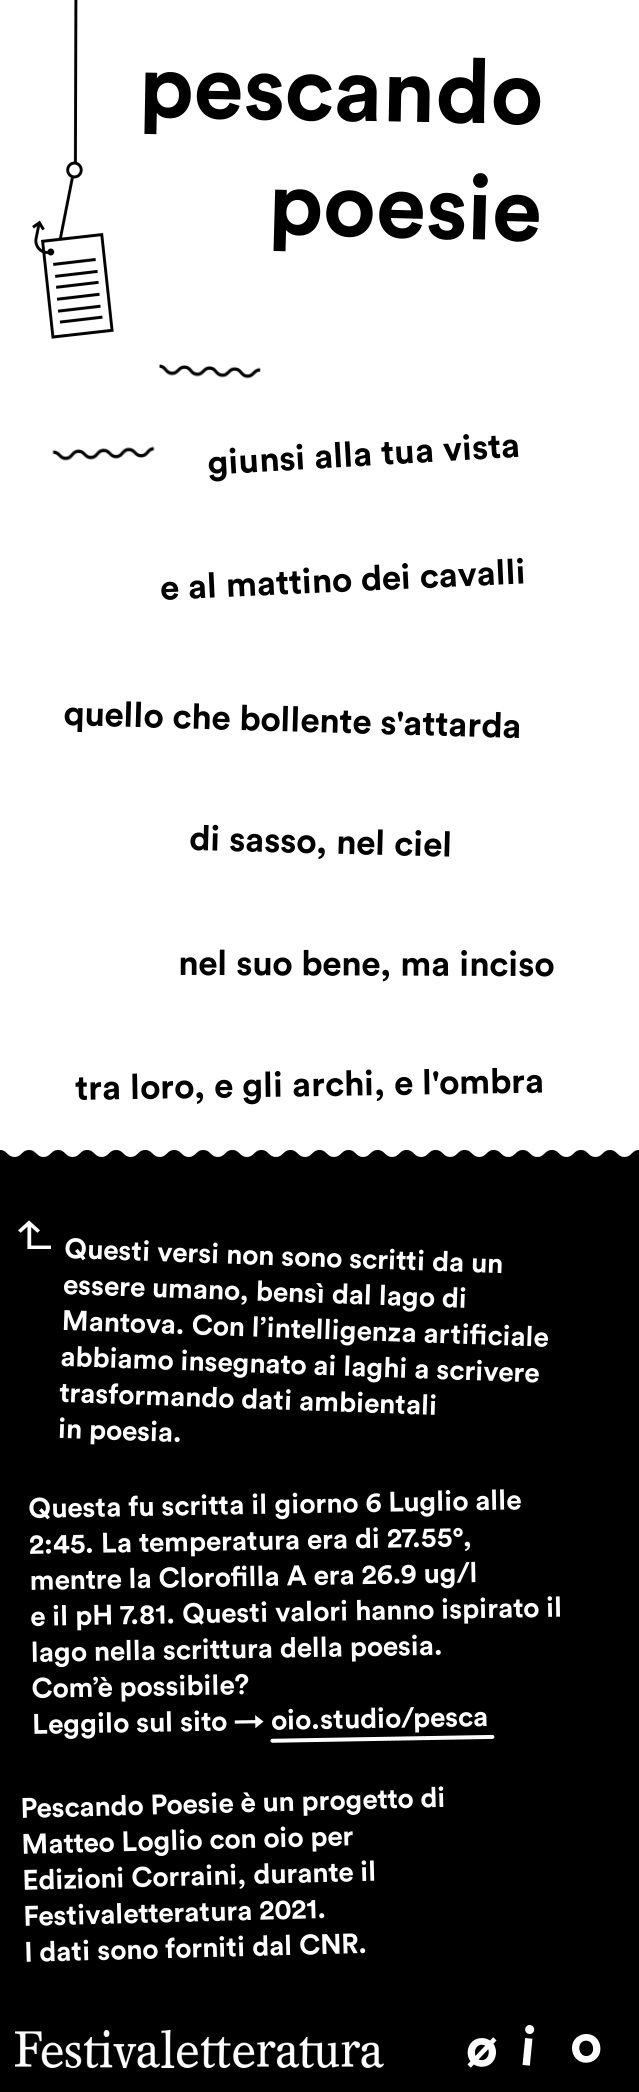 pescando
poesie
giunsi alla tua vista
e al mattino dei cavalli
quello che bollente s'attarda
di sasso, nel ciel
nel suo bene, ma inciso
tra loro, e gli archi, e l'ombra
Questi versi non sono scritti da un
essere umano, bensì dal lago di
Mantova. Con l’intelligenza artificiale
abbiamo insegnato ai laghi a scrivere
trasformando dati ambientali
in poesia.
Questa fu scritta il giorno 6 Luglio alle
2:45. La temperatura era di 27.55º,
mentre la Clorofilla A era 26.9 ug/l
e il pH 7.81. Questi valori hanno ispirato il
lago nella scrittura della poesia.
Com’è possibile?
Leggilo sul sito → oio.studio/pesca
Pescando Poesie è un progetto di
Matteo Loglio con oio per
Edizioni Corraini, durante il
Festivaletteratura 2021.
I dati sono forniti dal CNR.
Festivaletteratura øio